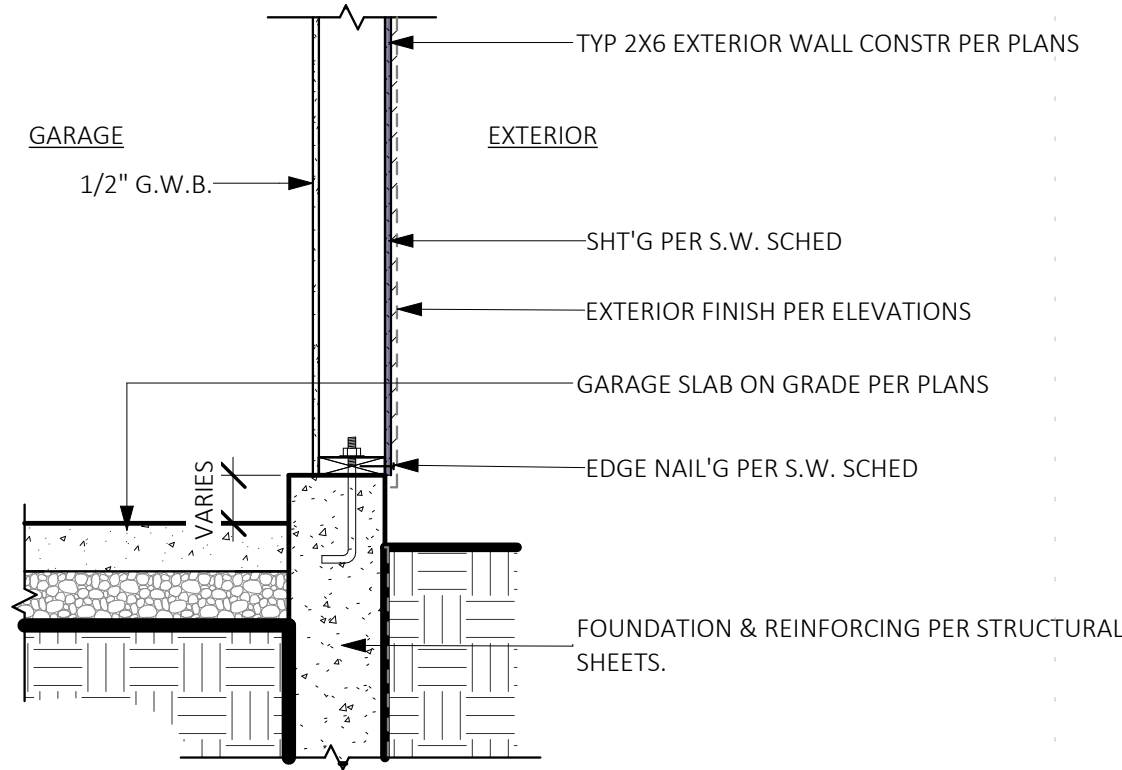 TYP 2X6 EXTERIOR WALL CONSTR PER PLANS
GARAGE
EXTERIOR
1/2" G.W.B.
SHT'G PER S.W. SCHED
EXTERIOR FINISH PER ELEVATIONS
GARAGE SLAB ON GRADE PER PLANS
EDGE NAIL'G PER S.W. SCHED
VARIES
FOUNDATION & REINFORCING PER STRUCTURAL
SHEETS.